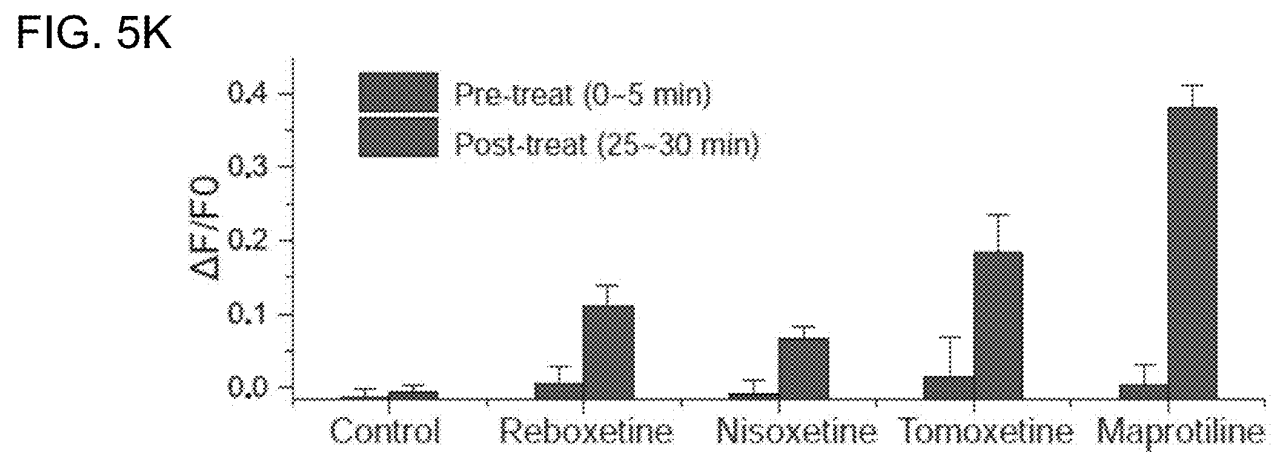 FIG. 5K
Pre-treat (0~5 min)
Post-treat (25~30 min)
ΔF/F0
0.4
0.3
0.2
0.1
0.0
Control Reboxetine Nisoxetine Tomoxetine Maprotiline